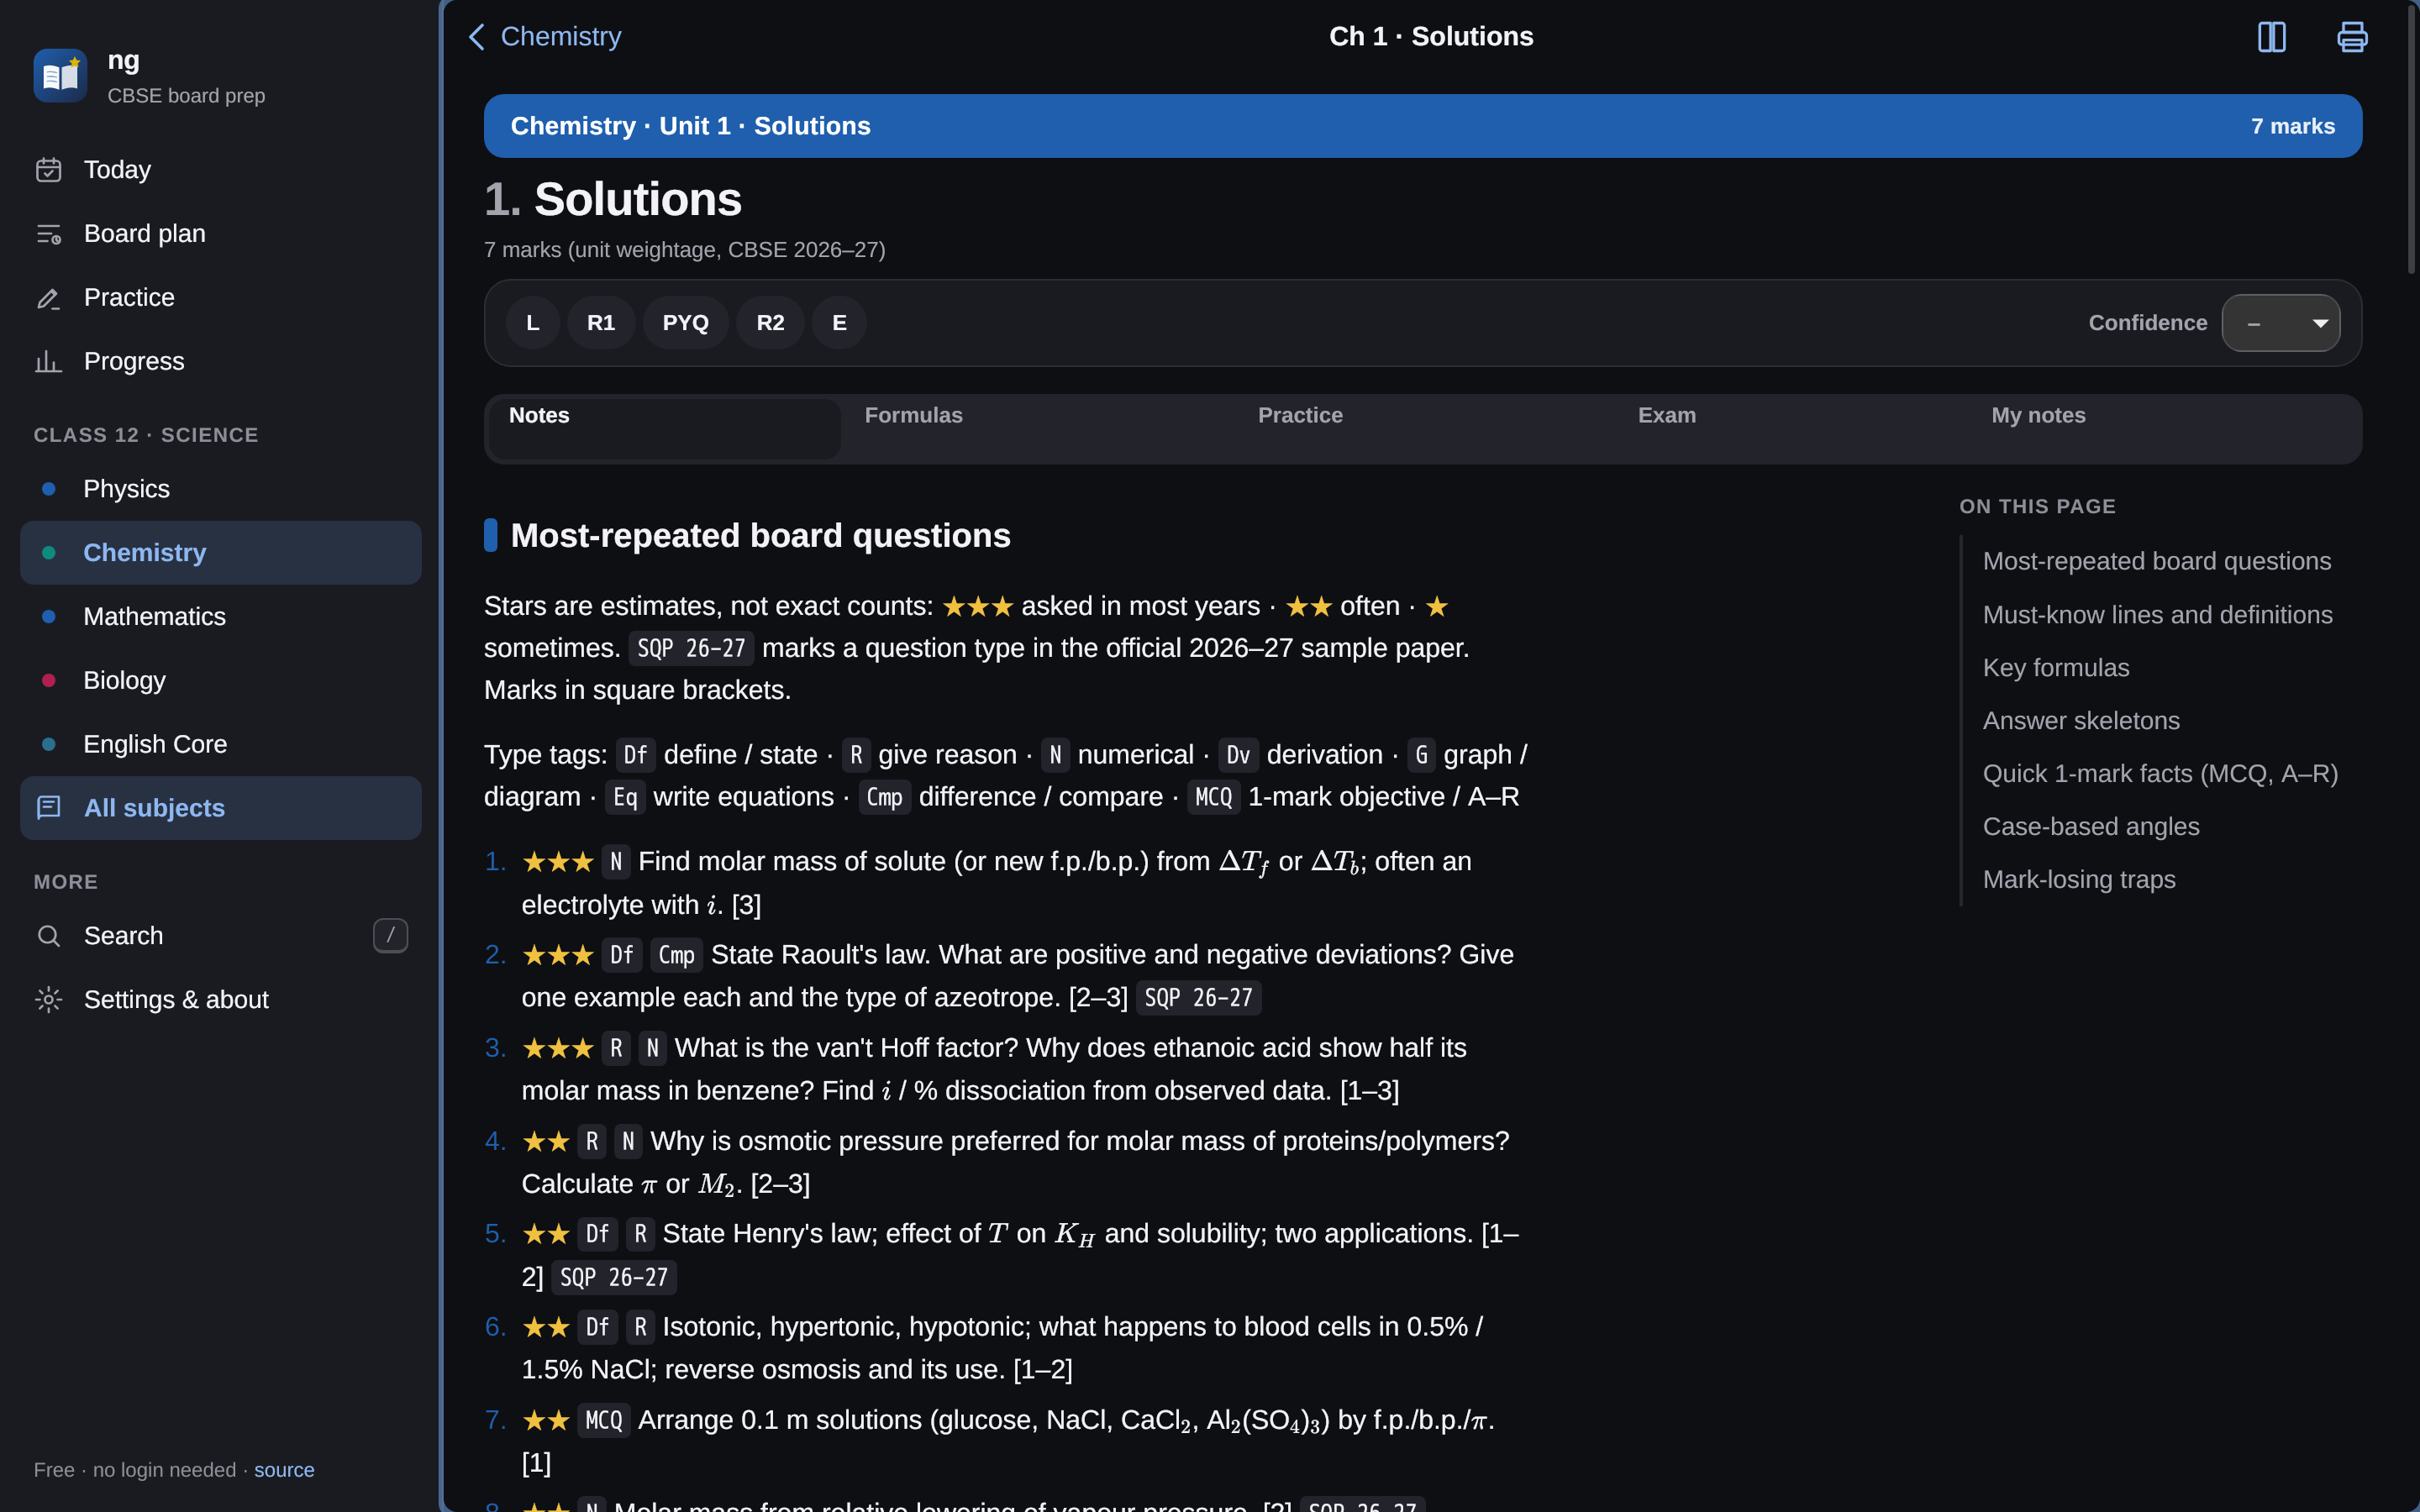 ng
CBSE board prep
Today
Board plan
Practice
Progress
CLASS 12 · SCIENCE
Physics
Chemistry
Mathematics
Biology
English Core
All subjects
MORE
Search /
Settings & about
Free · no login needed · source
Chemistry
Ch 1 · Solutions
Chemistry · Unit 1 · Solutions
7 marks
1. Solutions
7 marks (unit weightage, CBSE 2026–27)
L R1 PYQ R2 E
Confidence –
Notes Formulas Practice Exam My notes
Most-repeated board questions
Stars are estimates, not exact counts: ★★★ asked in most years · ★★ often · ★
sometimes. SQP 26–27 marks a question type in the official 2026–27 sample paper.
Marks in square brackets.
Type tags: Df define / state · R give reason · N numerical · Dv derivation · G graph /
diagram · Eq write equations · Cmp difference / compare · MCQ 1-mark objective / A–R
1. ★★★ N Find molar mass of solute (or new f.p./b.p.) from ΔT_f or ΔT_b; often an
electrolyte with i. [3]
2. ★★★ Df Cmp State Raoult's law. What are positive and negative deviations? Give
one example each and the type of azeotrope. [2–3] SQP 26–27
3. ★★★ R N What is the van't Hoff factor? Why does ethanoic acid show half its
molar mass in benzene? Find i / % dissociation from observed data. [1–3]
4. ★★ R N Why is osmotic pressure preferred for molar mass of proteins/polymers?
Calculate π or M₂. [2–3]
5. ★★ Df R State Henry's law; effect of T on K_H and solubility; two applications. [1–
2] SQP 26–27
6. ★★ Df R Isotonic, hypertonic, hypotonic; what happens to blood cells in 0.5% /
1.5% NaCl; reverse osmosis and its use. [1–2]
7. ★★ MCQ Arrange 0.1 m solutions (glucose, NaCl, CaCl₂, Al₂(SO₄)₃) by f.p./b.p./π.
[1]
8. ★★ N Molar mass from relative lowering of vapour pressure. [2] SQP 26–27
ON THIS PAGE
Most-repeated board questions
Must-know lines and definitions
Key formulas
Answer skeletons
Quick 1-mark facts (MCQ, A–R)
Case-based angles
Mark-losing traps